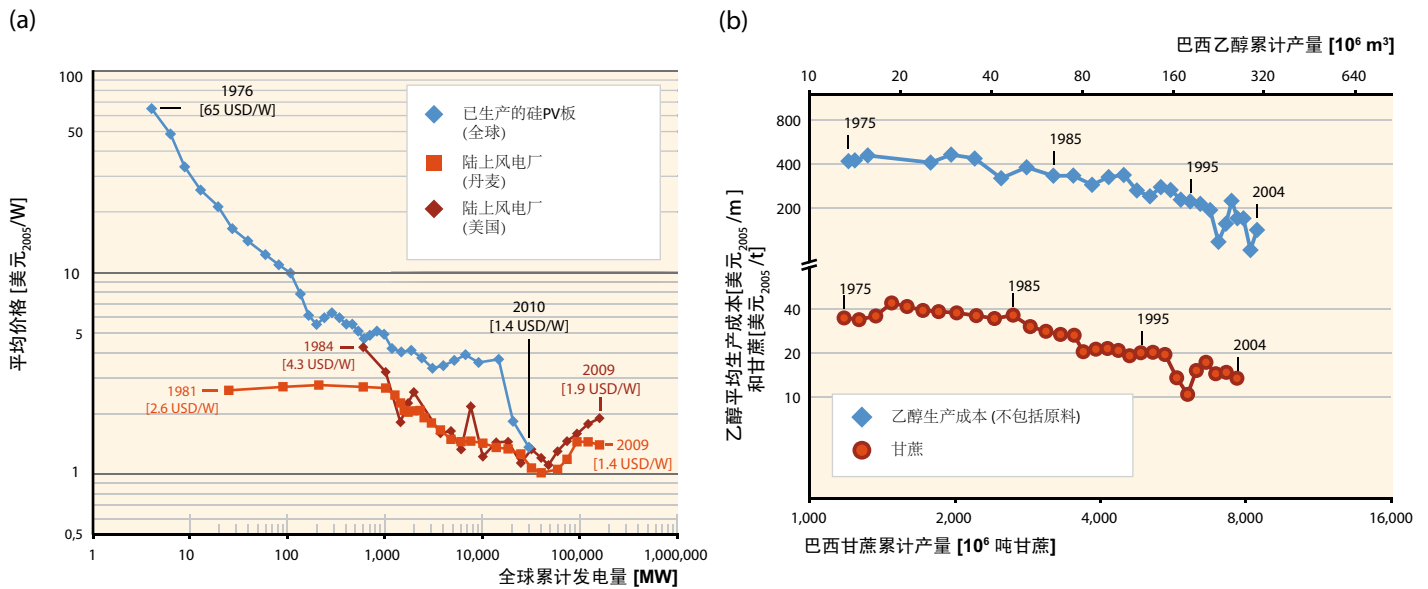 (a)
平均价格 [美元2005/W]
100
50
10
5
1
0,5
1976
[65 USD/W]
已生产的硅PV板
(全球)
陆上风电厂
(丹麦)
陆上风电厂
(美国)
2010
[1.4 USD/W]
1984
[4.3 USD/W]
1981
[2.6 USD/W]
2009
[1.9 USD/W]
2009
[1.4 USD/W]
1
10
100
1,000
10,000
100,000
1,000,000
全球累计发电量 [MW]
(b)
巴西乙醇累计产量 [10⁶ m³]
10
20
40
80
160
320
640
乙醇平均生产成本[美元2005 /m ]
和甘蔗[美元2005 /t]
800
400
200
40
20
10
1975
1985
1995
2004
1975
1985
1995
2004
乙醇生产成本 (不包括原料)
甘蔗
1,000
2,000
4,000
8,000
16,000
巴西甘蔗累计产量 [10⁶ 吨甘蔗]